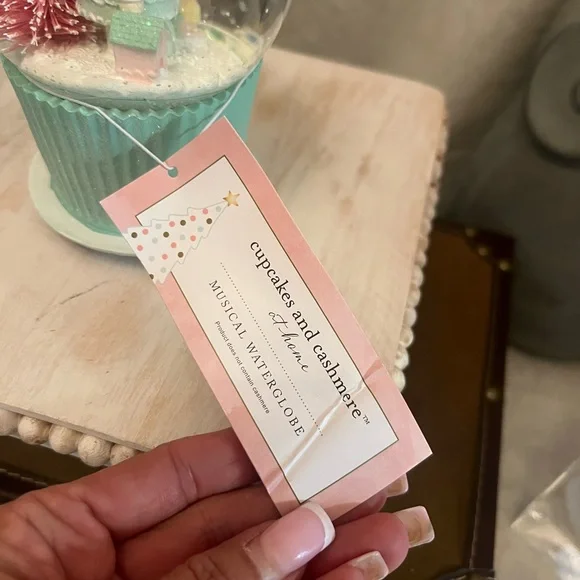 cupcakes and cashmere™
at home
MUSICAL WATERGLOBE
Product does not contain cashmere